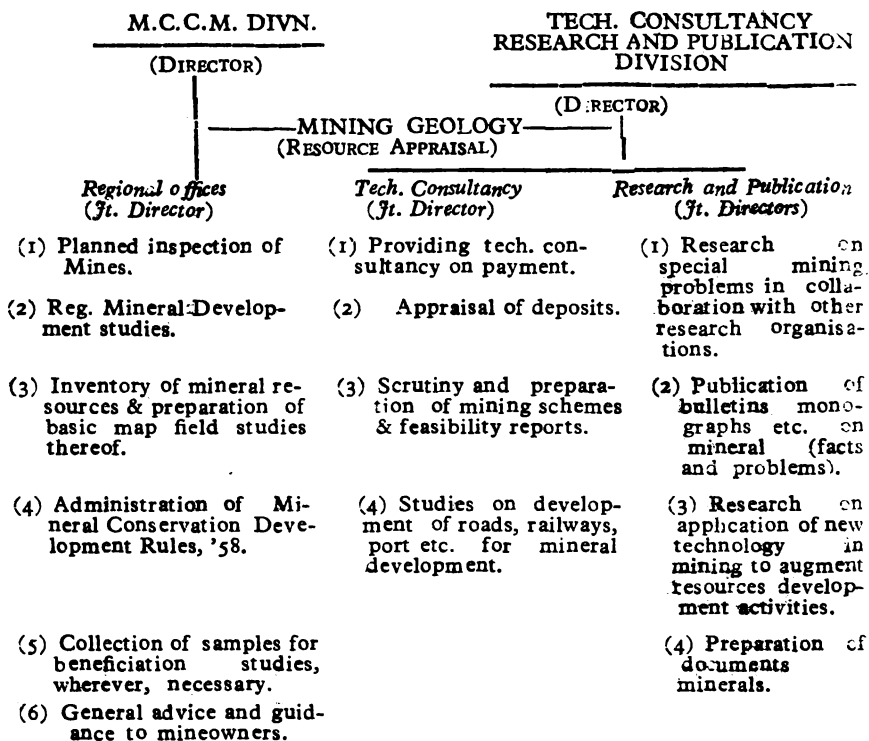 M.C.C.M. DIVN.
(DIRECTOR)
TECH. CONSULTANCY
RESEARCH AND PUBLICATION
DIVISION
(DIRECTOR)
MINING GEOLOGY
(RESOURCE APPRAISAL)
Regional offices
(Jt. Director)
(1) Planned inspection of
Mines.
(2) Reg. Mineral Develop-
ment studies.
(3) Inventory of mineral re-
sources & preparation of
basic map field studies
thereof.
(4) Administration of Mi-
neral Conservation Deve-
lopment Rules, '58.
(5) Collection of samples for
beneficiation studies,
wherever, necessary.
(6) General advice and guid-
ance to mineowners.
Tech. Consultancy
(Jt. Director)
(1) Providing tech. con-
sultancy on payment.
(2) Appraisal of deposits.
(3) Scrutiny and prepara-
tion of mining schemes
& feasibility reports.
(4) Studies on develop-
ment of roads, railways,
port etc. for mineral
development.
Research and Publication
(Jt. Directors)
(1) Research on
special mining
problems in colla-
boration with other
research organisa-
tions.
(2) Publication of
bulletins mono-
graphs etc. on
mineral (facts
and problems).
(3) Research on
application of new
technology in
mining to augment
resources develop-
ment activities.
(4) Preparation of
documents
minerals.